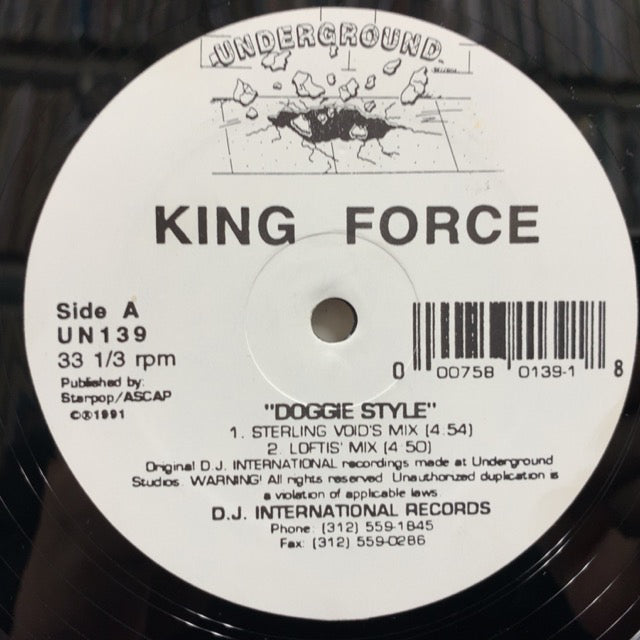 UNDERGROUND
KING FORCE
Side A
UN139
33 1/3 rpm
Published by:
Starpop/ASCAP
©℗1991
0 00758 0139-1 8
"DOGGIE STYLE"
1. STERLING VOID'S MIX (4:54)
2. LOFTIS' MIX (4:50)
Original D.J. INTERNATIONAL recordings made at Underground
Studios. WARNING! All rights reserved. Unauthorized duplication is
a violation of applicable laws
D.J. INTERNATIONAL RECORDS
Phone: (312) 559-1845
Fax: (312) 559-0286